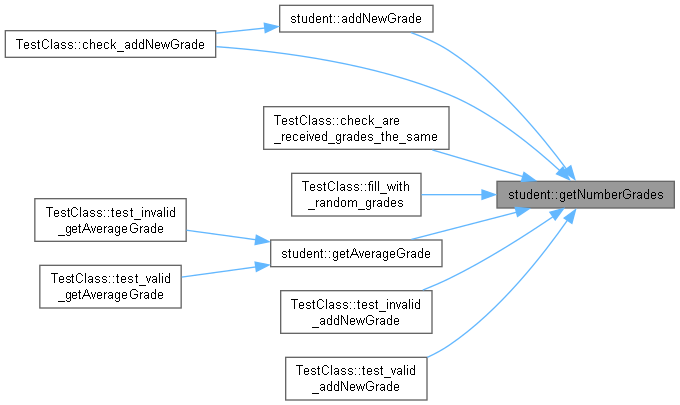 student::addNewGrade
TestClass::check_addNewGrade
TestClass::check_are
_received_grades_the_same
TestClass::fill_with
_random_grades
student::getNumberGrades
TestClass::test_invalid
_getAverageGrade
student::getAverageGrade
TestClass::test_valid
_getAverageGrade
TestClass::test_invalid
_addNewGrade
TestClass::test_valid
_addNewGrade